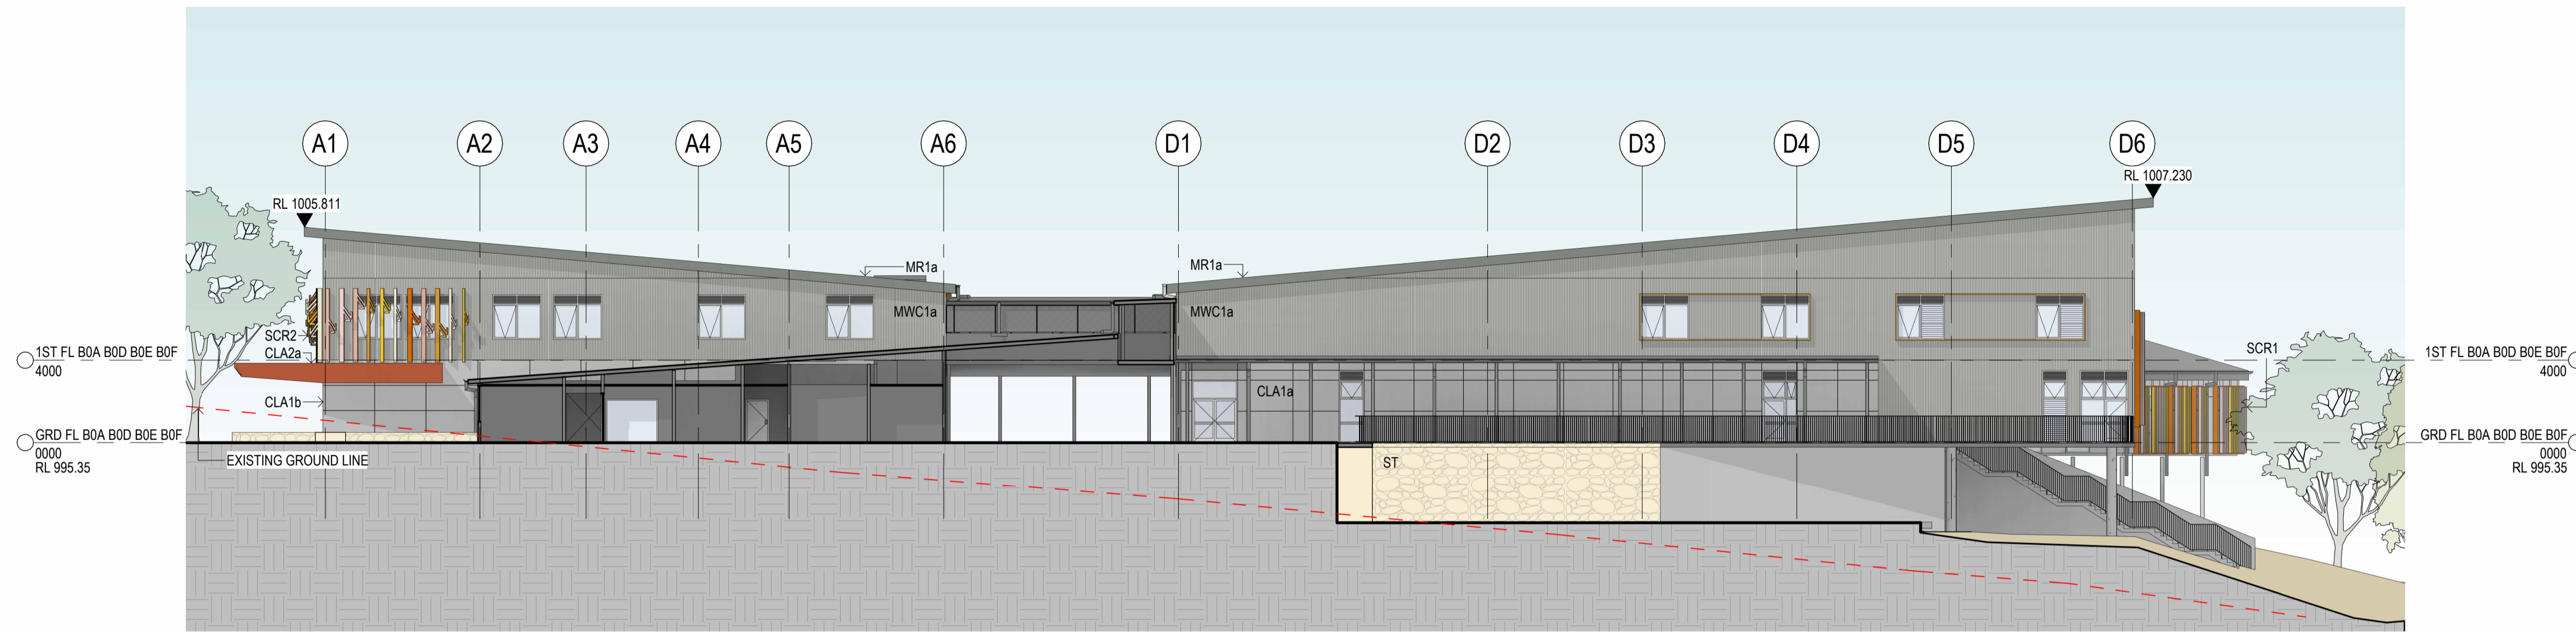 A1
A2
A3
A4
A5
A6
D1
D2
D3
D4
D5
D6
RL 1005.811
RL 1007.230
MR1a
MR1a
MWC1a
MWC1a
SCR2
CLA2a
1ST FL B0A B0D B0E B0F
4000
SCR1
1ST FL B0A B0D B0E B0F
4000
CLA1a
CLA1b
GRD FL B0A B0D B0E B0F
0000
RL 995.35
GRD FL B0A B0D B0E B0F
0000
RL 995.35
EXISTING GROUND LINE
ST